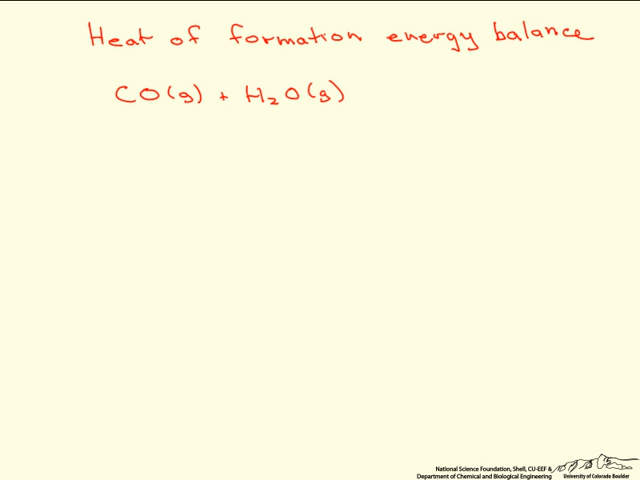 Heat of formation energy balance
CO(g) + H₂O(g)
National Science Foundation, Shell, CU-EEF &
Department of Chemical and Biological Engineering
University of Colorado Boulder